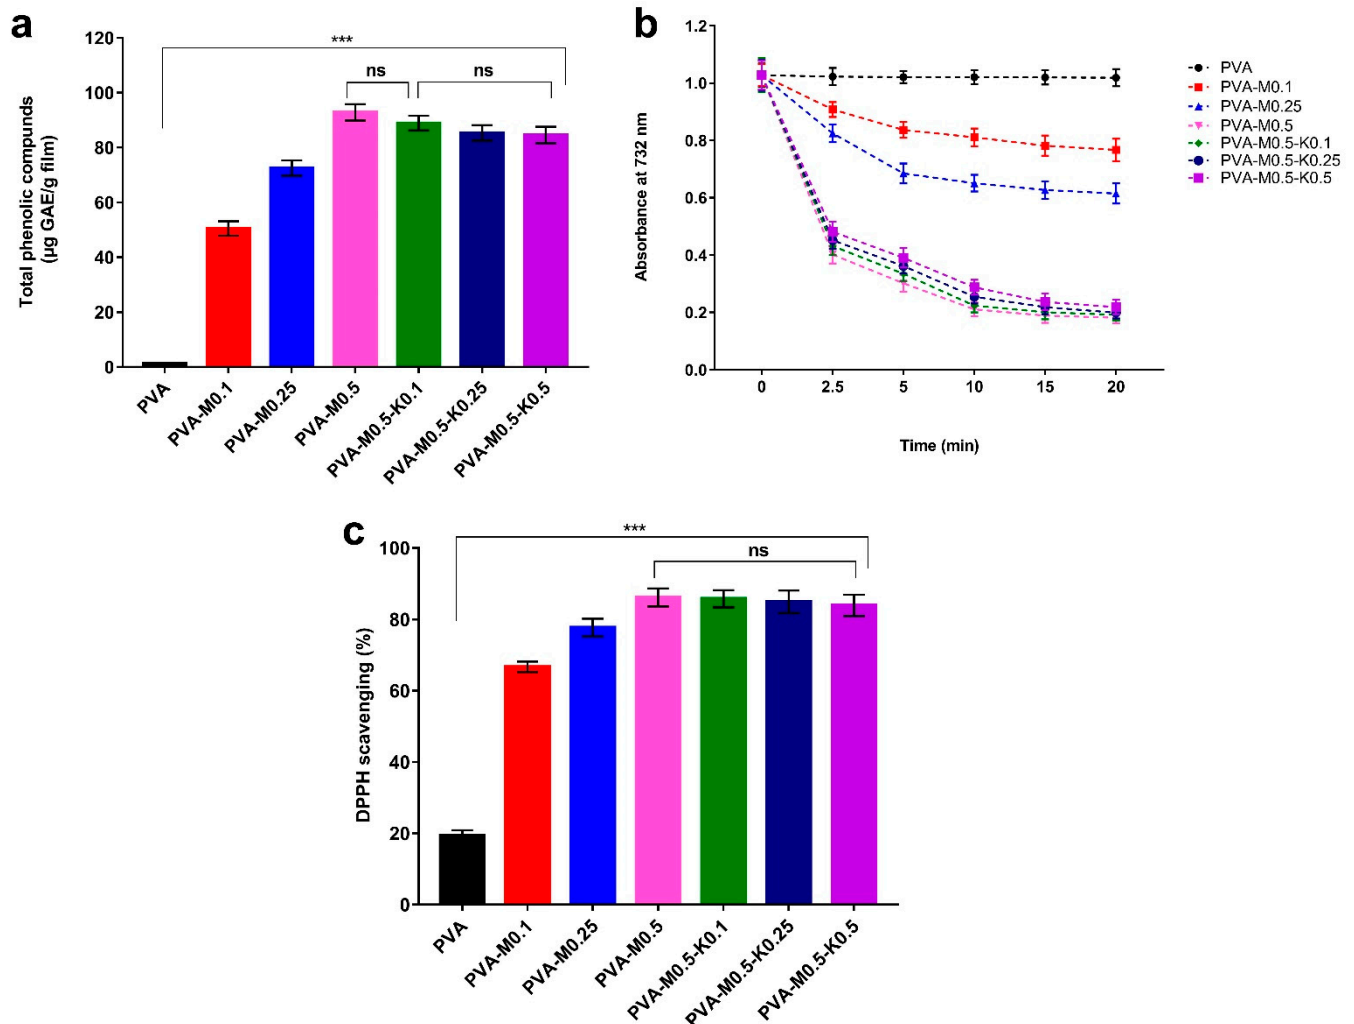 a
120
100
80
60
40
20
0
Total phenolic compunds
(µg GAE/g film)
***
ns
ns
PVA
PVA-M0.1
PVA-M0.25
PVA-M0.5
PVA-M0.5-K0.1
PVA-M0.5-K0.25
PVA-M0.5-K0.5
b
1.2
1.0
0.8
0.6
0.4
0.2
0.0
Absorbance at 732 nm
0 2.5 5 10 15 20
Time (min)
PVA
PVA-M0.1
PVA-M0.25
PVA-M0.5
PVA-M0.5-K0.1
PVA-M0.5-K0.25
PVA-M0.5-K0.5
c
100
80
60
40
20
0
DPPH scavenging (%)
***
ns
PVA
PVA-M0.1
PVA-M0.25
PVA-M0.5
PVA-M0.5-K0.1
PVA-M0.5-K0.25
PVA-M0.5-K0.5